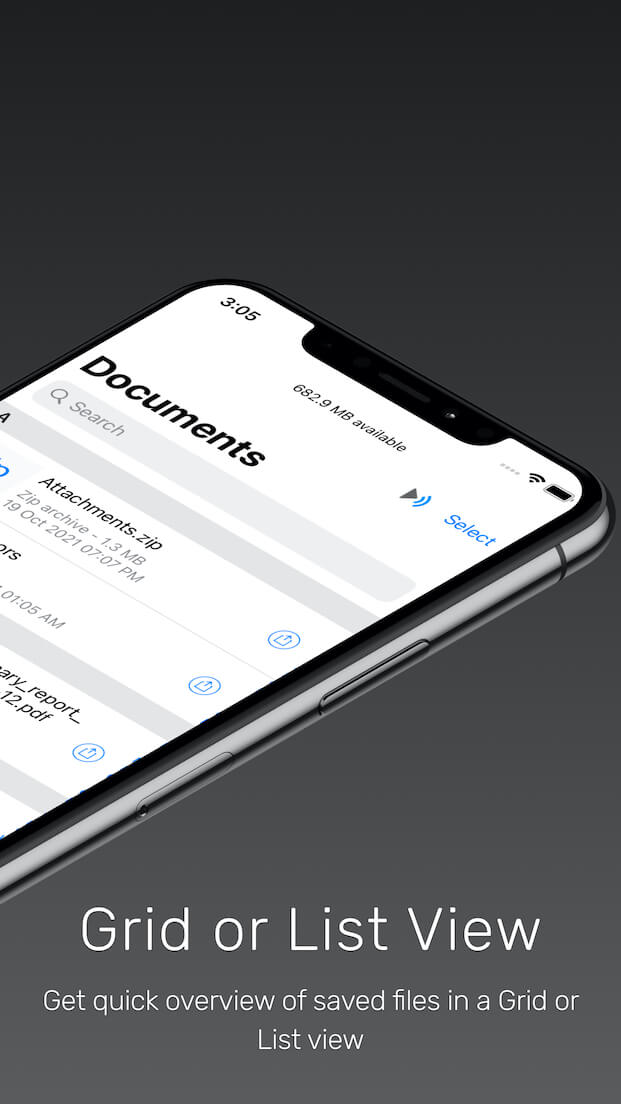 3:05
682.9 MB available
Select
Documents
Search
A
Attachments.zip
Zip archive - 1.3 MB
19 Oct 2021 07:07 PM
01:05 AM
12.pdf
Grid or List View
Get quick overview of saved files in a Grid or
List view